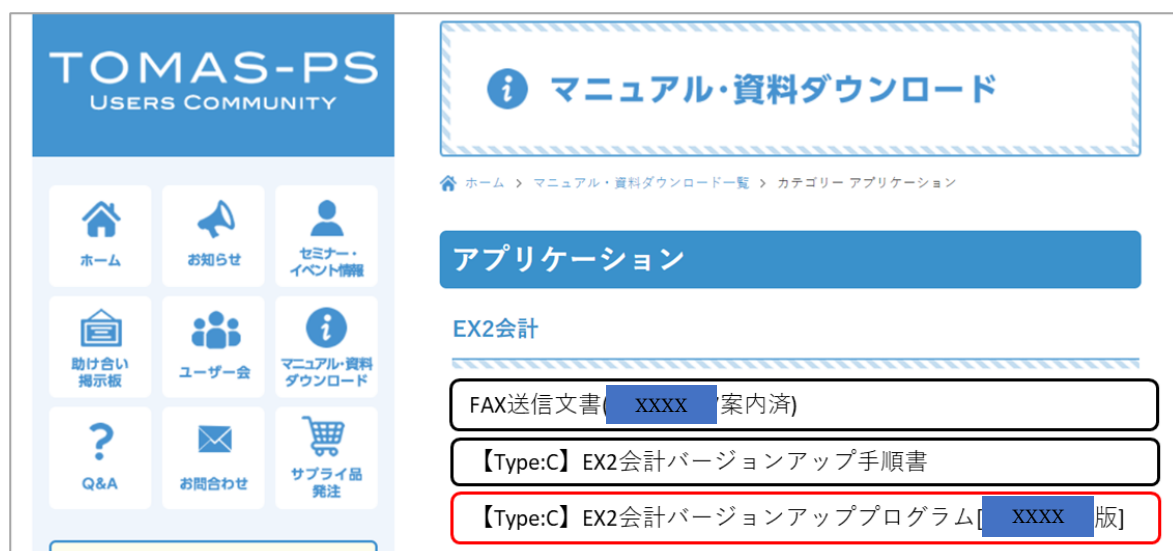 TOMAS-PS
USERS COMMUNITY
ホーム
お知らせ
セミナー・
イベント情報
助け合い
掲示板
ユーザー会
マニュアル・資料
ダウンロード
Q&A
お問合わせ
サプライ品
発注
マニュアル・資料ダウンロード
ホーム > マニュアル・資料ダウンロード一覧 > カテゴリー アプリケーション
アプリケーション
EX2会計
FAX送信文書( XXXX 案内済)
【Type:C】EX2会計バージョンアップ手順書
【Type:C】EX2会計バージョンアッププログラム[ XXXX 版]